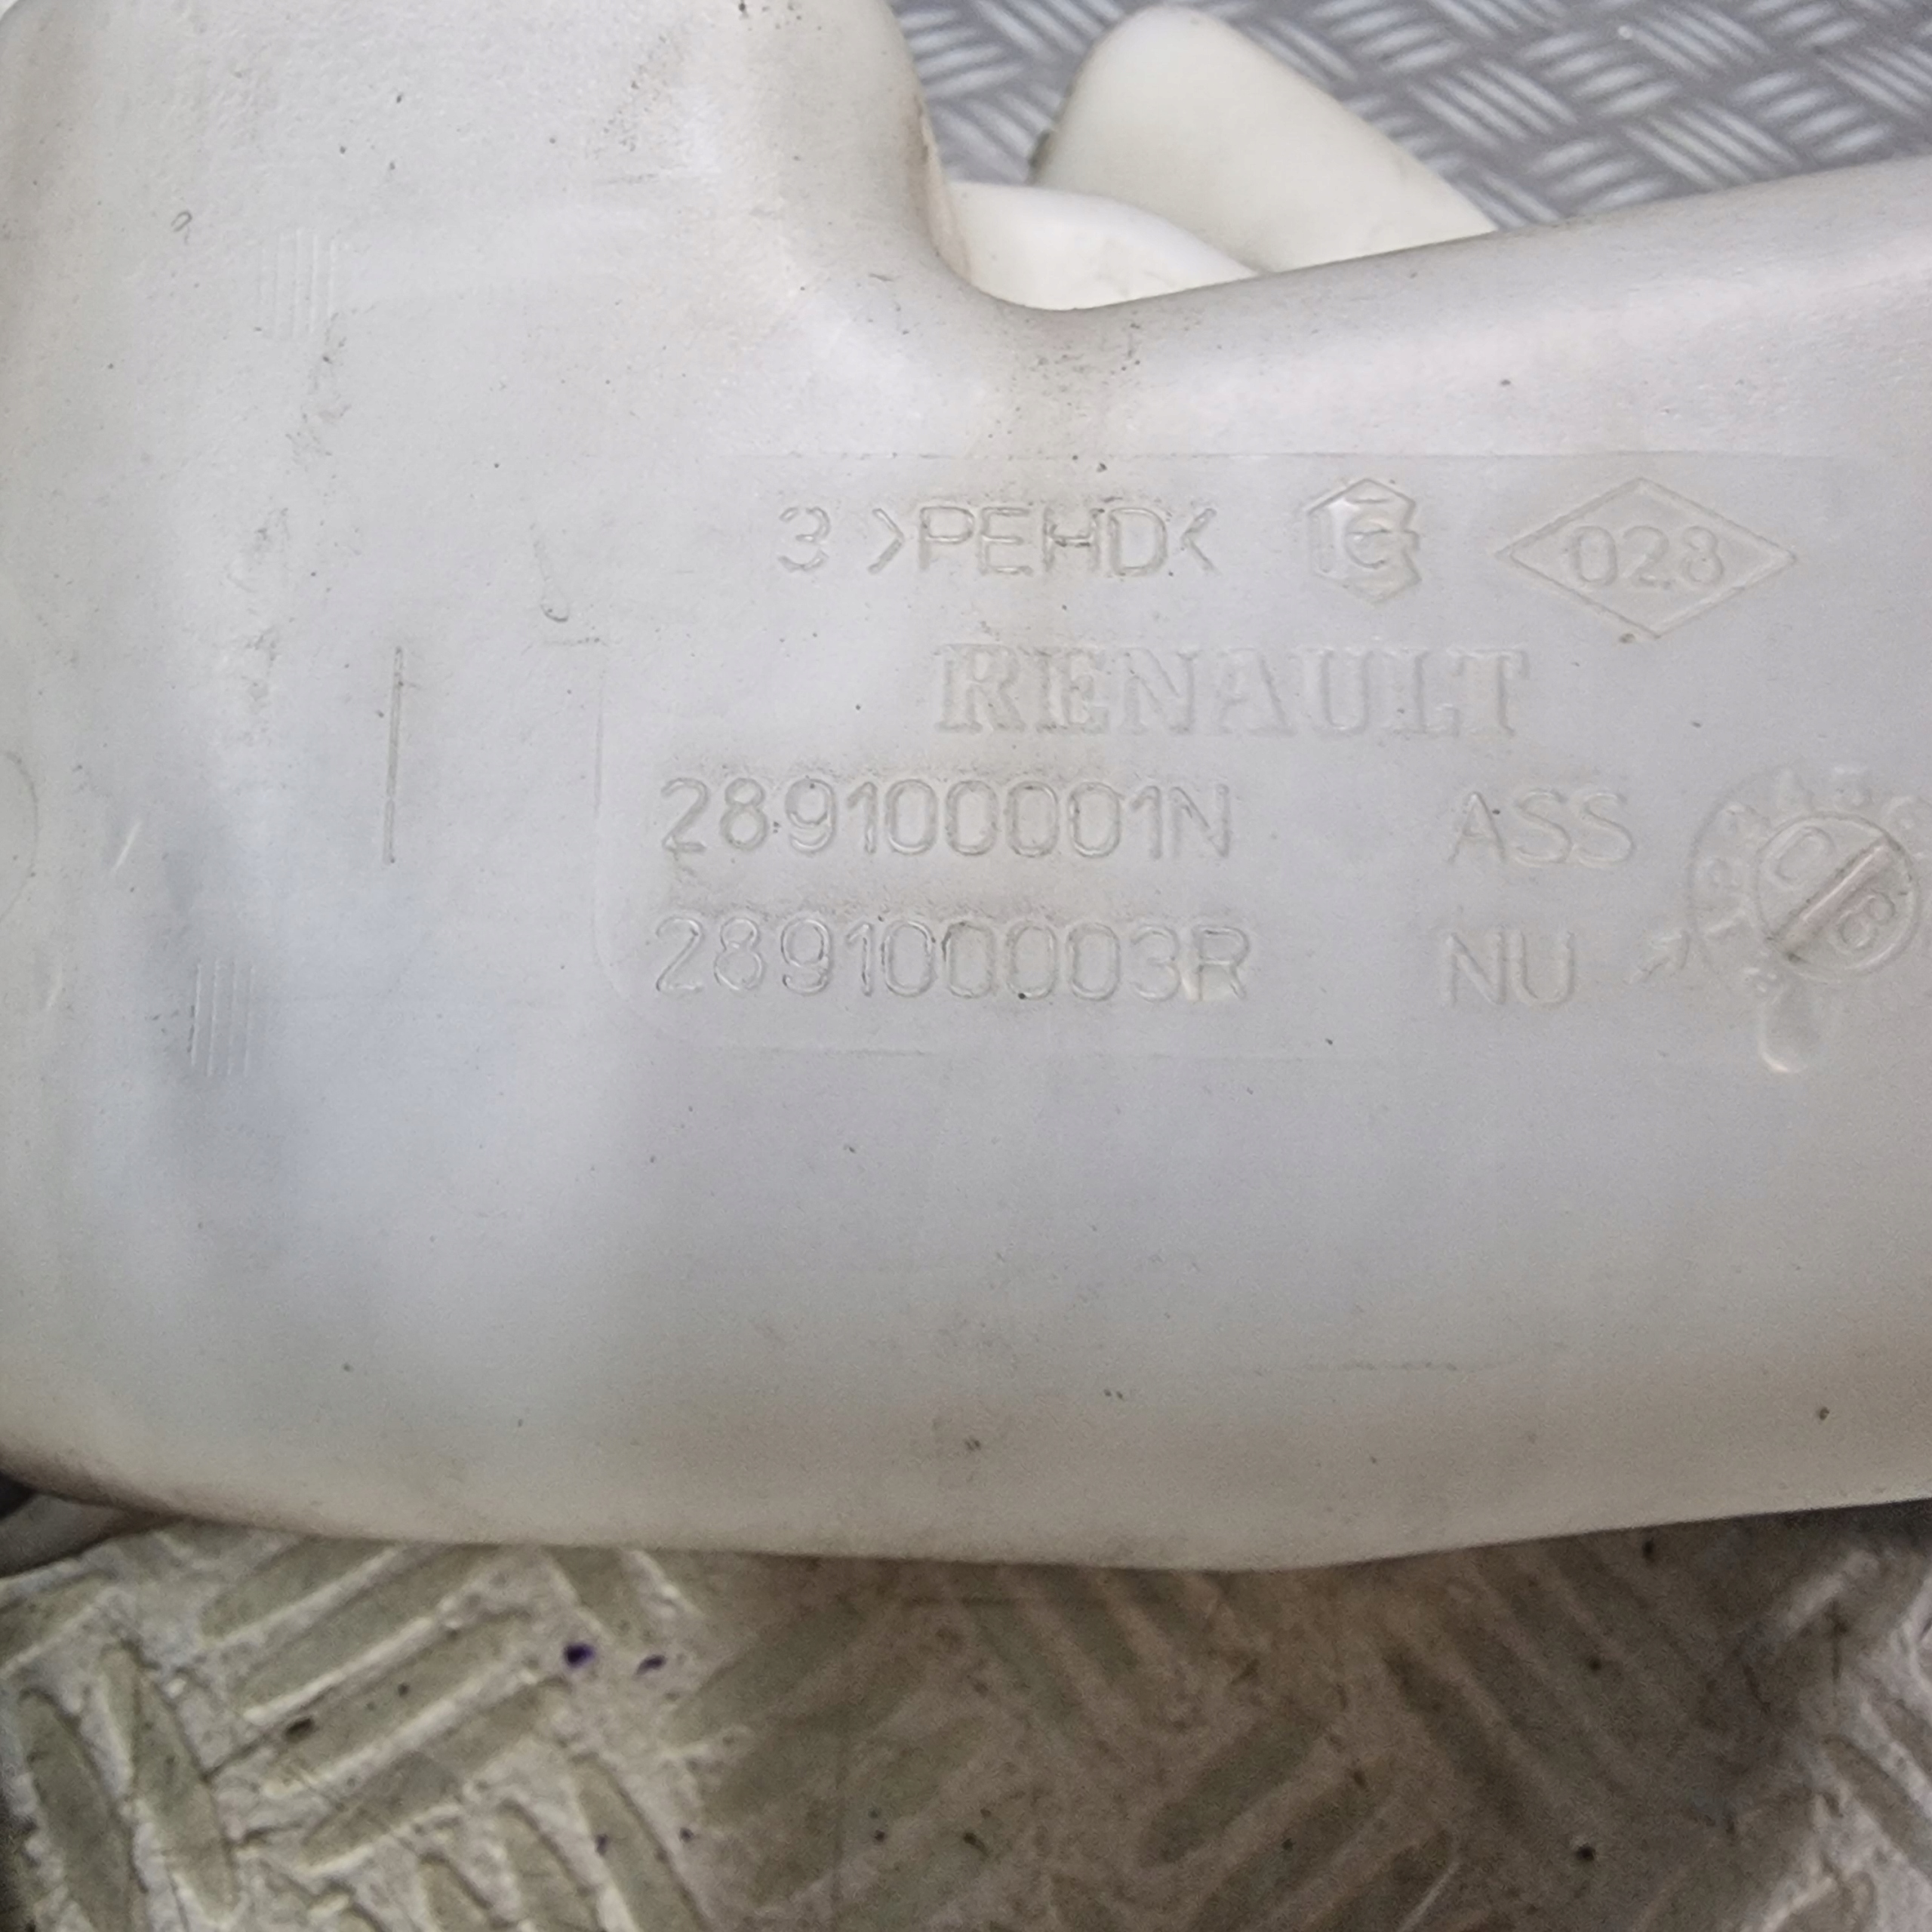 3 >PEHD< 028
RENAULT
289100001N ASS
289100003R NU